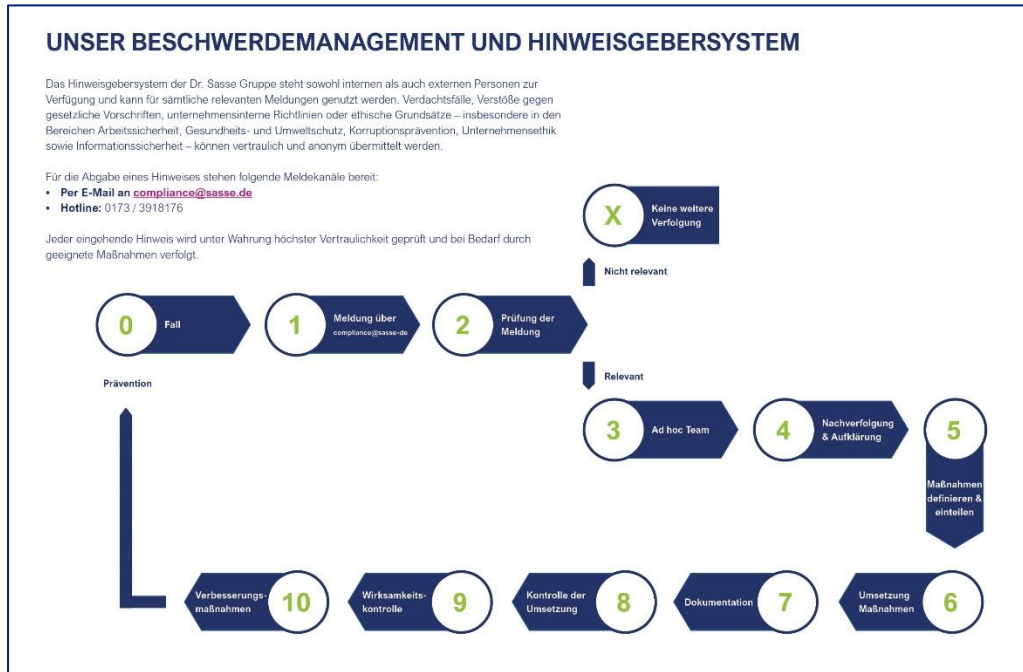 UNSER BESCHWERDEMANAGEMENT UND HINWEISGEBERSYSTEM
Das Hinweisgebersystem der Dr. Sasse Gruppe steht sowohl internen als auch externen Personen zur
Verfügung und kann für sämtliche relevanten Meldungen genutzt werden. Verdachtsfälle, Verstöße gegen
gesetzliche Vorschriften, unternehmensinterne Richtlinien oder ethische Grundsätze – insbesondere in den
Bereichen Arbeitssicherheit, Gesundheits- und Umweltschutz, Korruptionsprävention, Unternehmensethik
sowie Informationssicherheit – können vertraulich und anonym übermittelt werden.
Für die Abgabe eines Hinweises stehen folgende Meldekanäle bereit:
• Per E-Mail an compliance@sasse.de
• Hotline: 0173 / 3918176
Jeder eingehende Hinweis wird unter Wahrung höchster Vertraulichkeit geprüft und bei Bedarf durch
geeignete Maßnahmen verfolgt.
X
Keine weitere
Verfolgung
Nicht relevant
0
Fall
1
Meldung über
compliance@sasse-de
2
Prüfung der
Meldung
Relevant
Prävention
3
Ad hoc Team
4
Nachverfolgung
& Aufklärung
5
Maßnahmen
definieren &
einteilen
Verbesserungs-
maßnahmen
10
Wirksamkeits-
kontrolle
9
Kontrolle der
Umsetzung
8
Dokumentation
7
Umsetzung
Maßnahmen
6